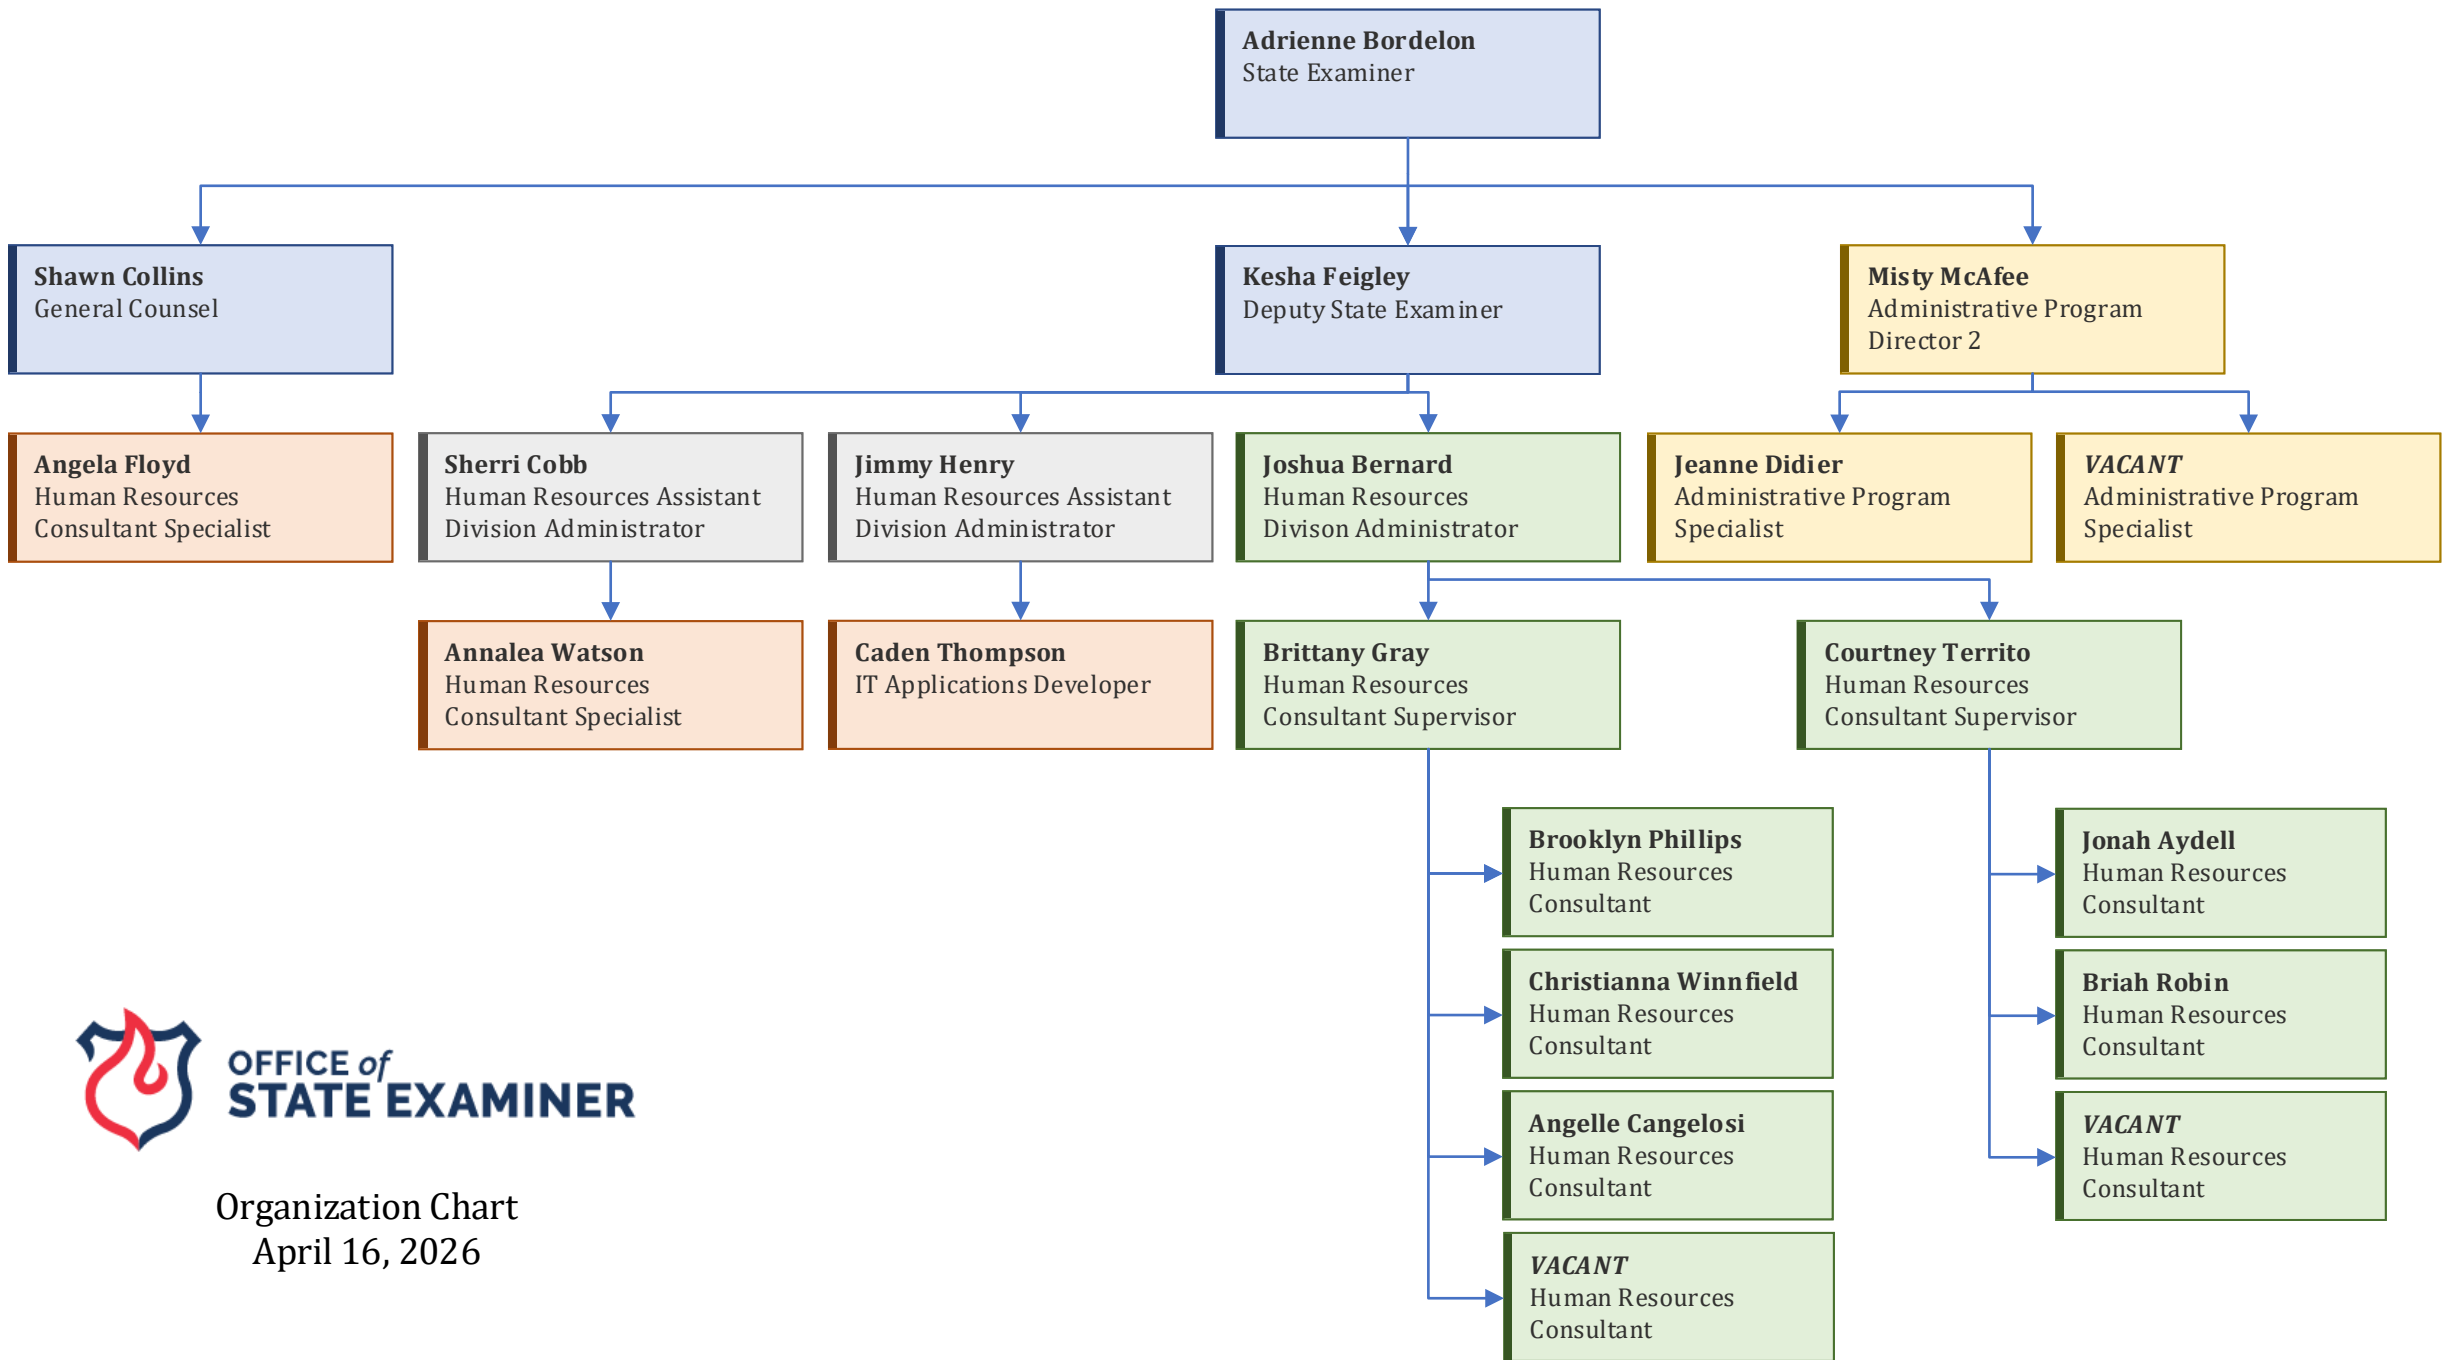 Adrienne Bordelon
State Examiner
Shawn Collins
General Counsel
Kesha Feigley
Deputy State Examiner
Misty McAfee
Administrative Program
Director 2
Angela Floyd
Human Resources
Consultant Specialist
Sherri Cobb
Human Resources Assistant
Division Administrator
Jimmy Henry
Human Resources Assistant
Division Administrator
Joshua Bernard
Human Resources
Divison Administrator
Jeanne Didier
Administrative Program
Specialist
VACANT
Administrative Program
Specialist
Annalea Watson
Human Resources
Consultant Specialist
Caden Thompson
IT Applications Developer
Brittany Gray
Human Resources
Consultant Supervisor
Courtney Territo
Human Resources
Consultant Supervisor
Brooklyn Phillips
Human Resources
Consultant
Christianna Winnfield
Human Resources
Consultant
Angelle Cangelosi
Human Resources
Consultant
VACANT
Human Resources
Consultant
Jonah Aydell
Human Resources
Consultant
Briah Robin
Human Resources
Consultant
VACANT
Human Resources
Consultant
OFFICE of
STATE EXAMINER
Organization Chart
April 16, 2026